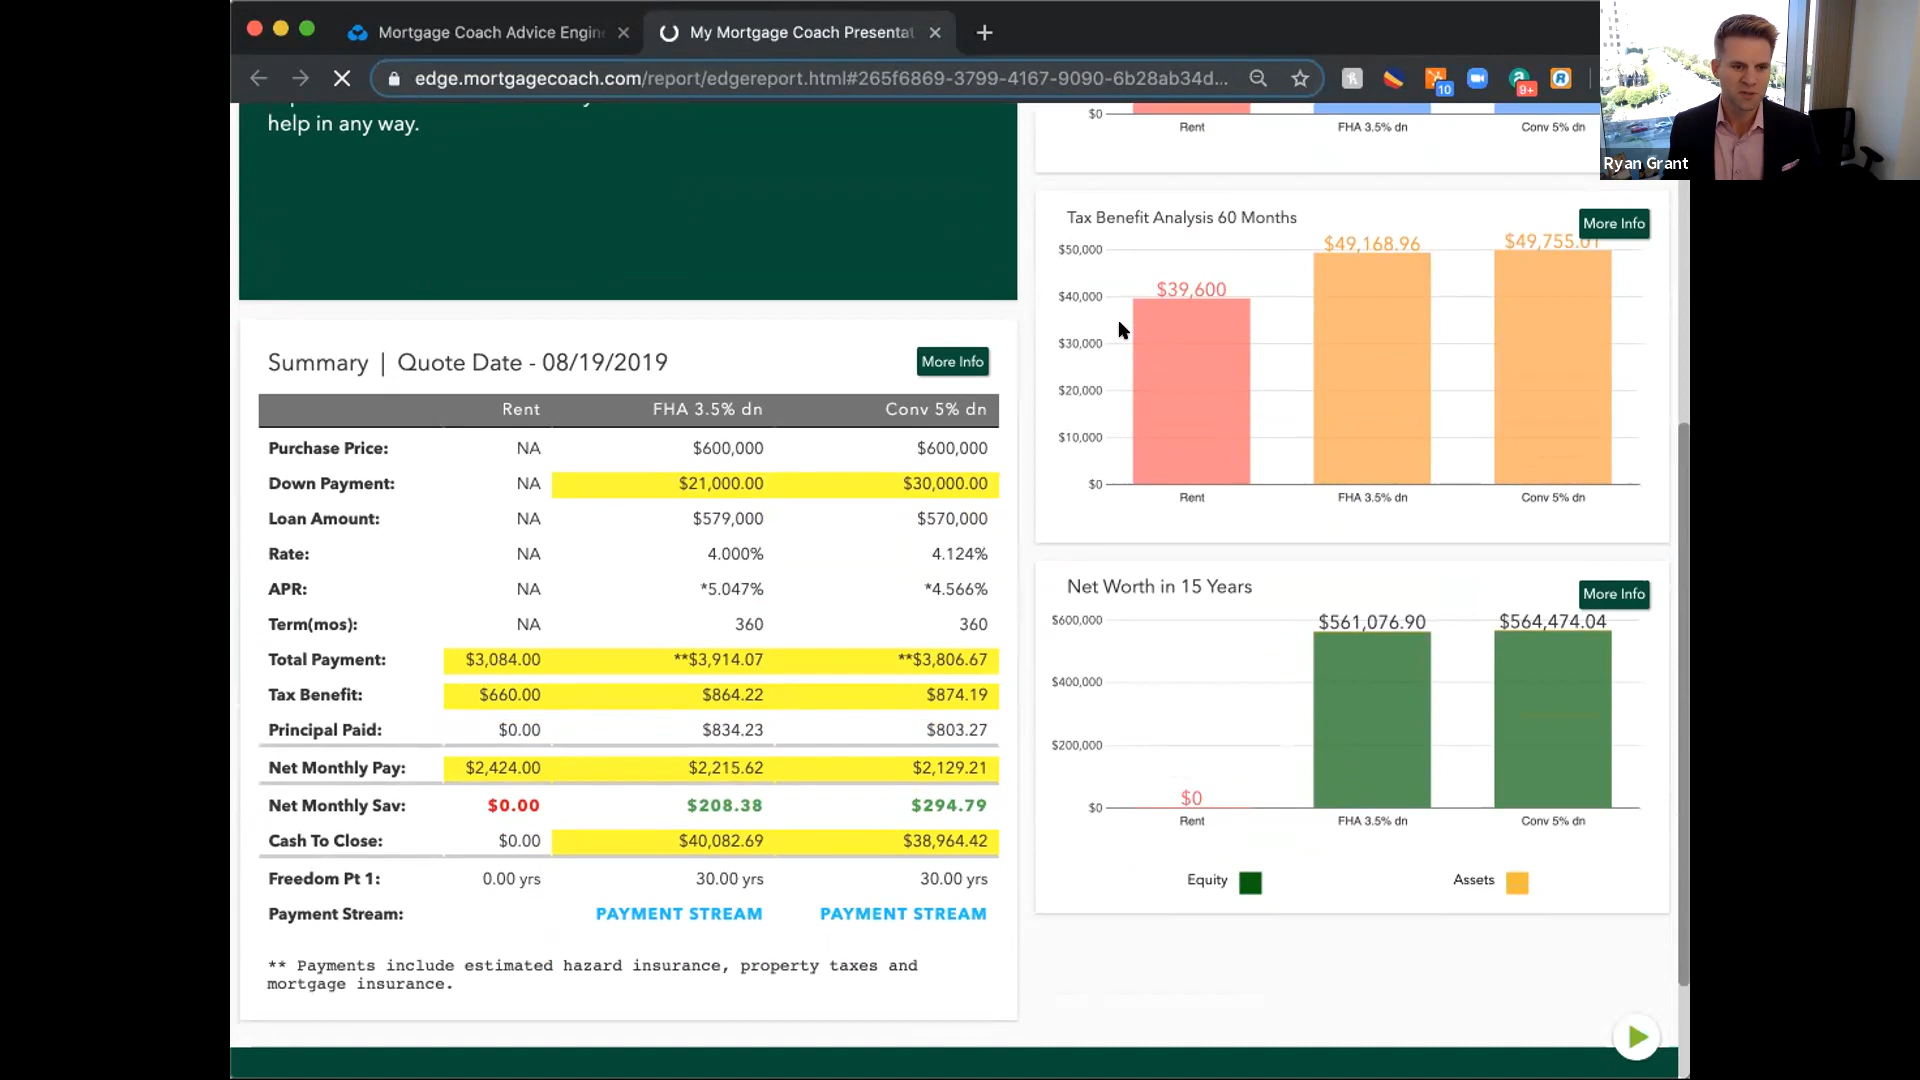 Mortgage Coach Advice Engin
My Mortgage Coach Presentat
edge.mortgagecoach.com/report/edgereport.html#265f6869-3799-4167-9090-6b28ab34d...
10
9+
Ryan Grant
help in any way.
$0
Rent FHA 3.5% dn Conv 5% dn
Summary | Quote Date - 08/19/2019
More Info
Rent FHA 3.5% dn Conv 5% dn
Purchase Price: NA $600,000 $600,000
Down Payment: NA $21,000.00 $30,000.00
Loan Amount: NA $579,000 $570,000
Rate: NA 4.000% 4.124%
APR: NA *5.047% *4.566%
Term(mos): NA 360 360
Total Payment: $3,084.00 **$3,914.07 **$3,806.67
Tax Benefit: $660.00 $864.22 $874.19
Principal Paid: $0.00 $834.23 $803.27
Net Monthly Pay: $2,424.00 $2,215.62 $2,129.21
Net Monthly Sav: $0.00 $208.38 $294.79
Cash To Close: $0.00 $40,082.69 $38,964.42
Freedom Pt 1: 0.00 yrs 30.00 yrs 30.00 yrs
Payment Stream: PAYMENT STREAM PAYMENT STREAM
** Payments include estimated hazard insurance, property taxes and
mortgage insurance.
Tax Benefit Analysis 60 Months
More Info
$49,168.96 $49,755.01
$50,000
$39,600
$40,000
$30,000
$20,000
$10,000
$0
Rent FHA 3.5% dn Conv 5% dn
Net Worth in 15 Years
More Info
$561,076.90 $564,474.04
$600,000
$400,000
$200,000
$0
$0
Rent FHA 3.5% dn Conv 5% dn
Equity Assets